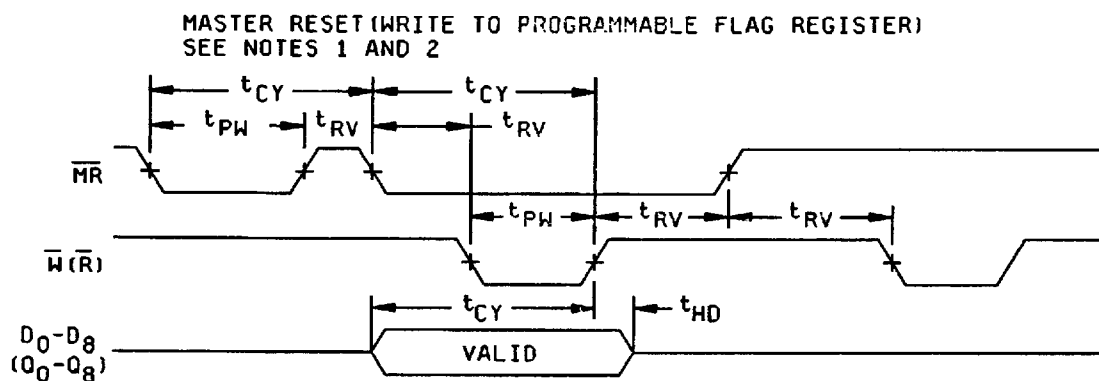 MASTER RESET(WRITE TO PROGRAMMABLE FLAG REGISTER)
SEE NOTES 1 AND 2
tCY tCY
tPW tRV tRV
MR
tPW tRV tRV
W(R)
tCY tHD
D0-D8
(Q0-Q8)
VALID